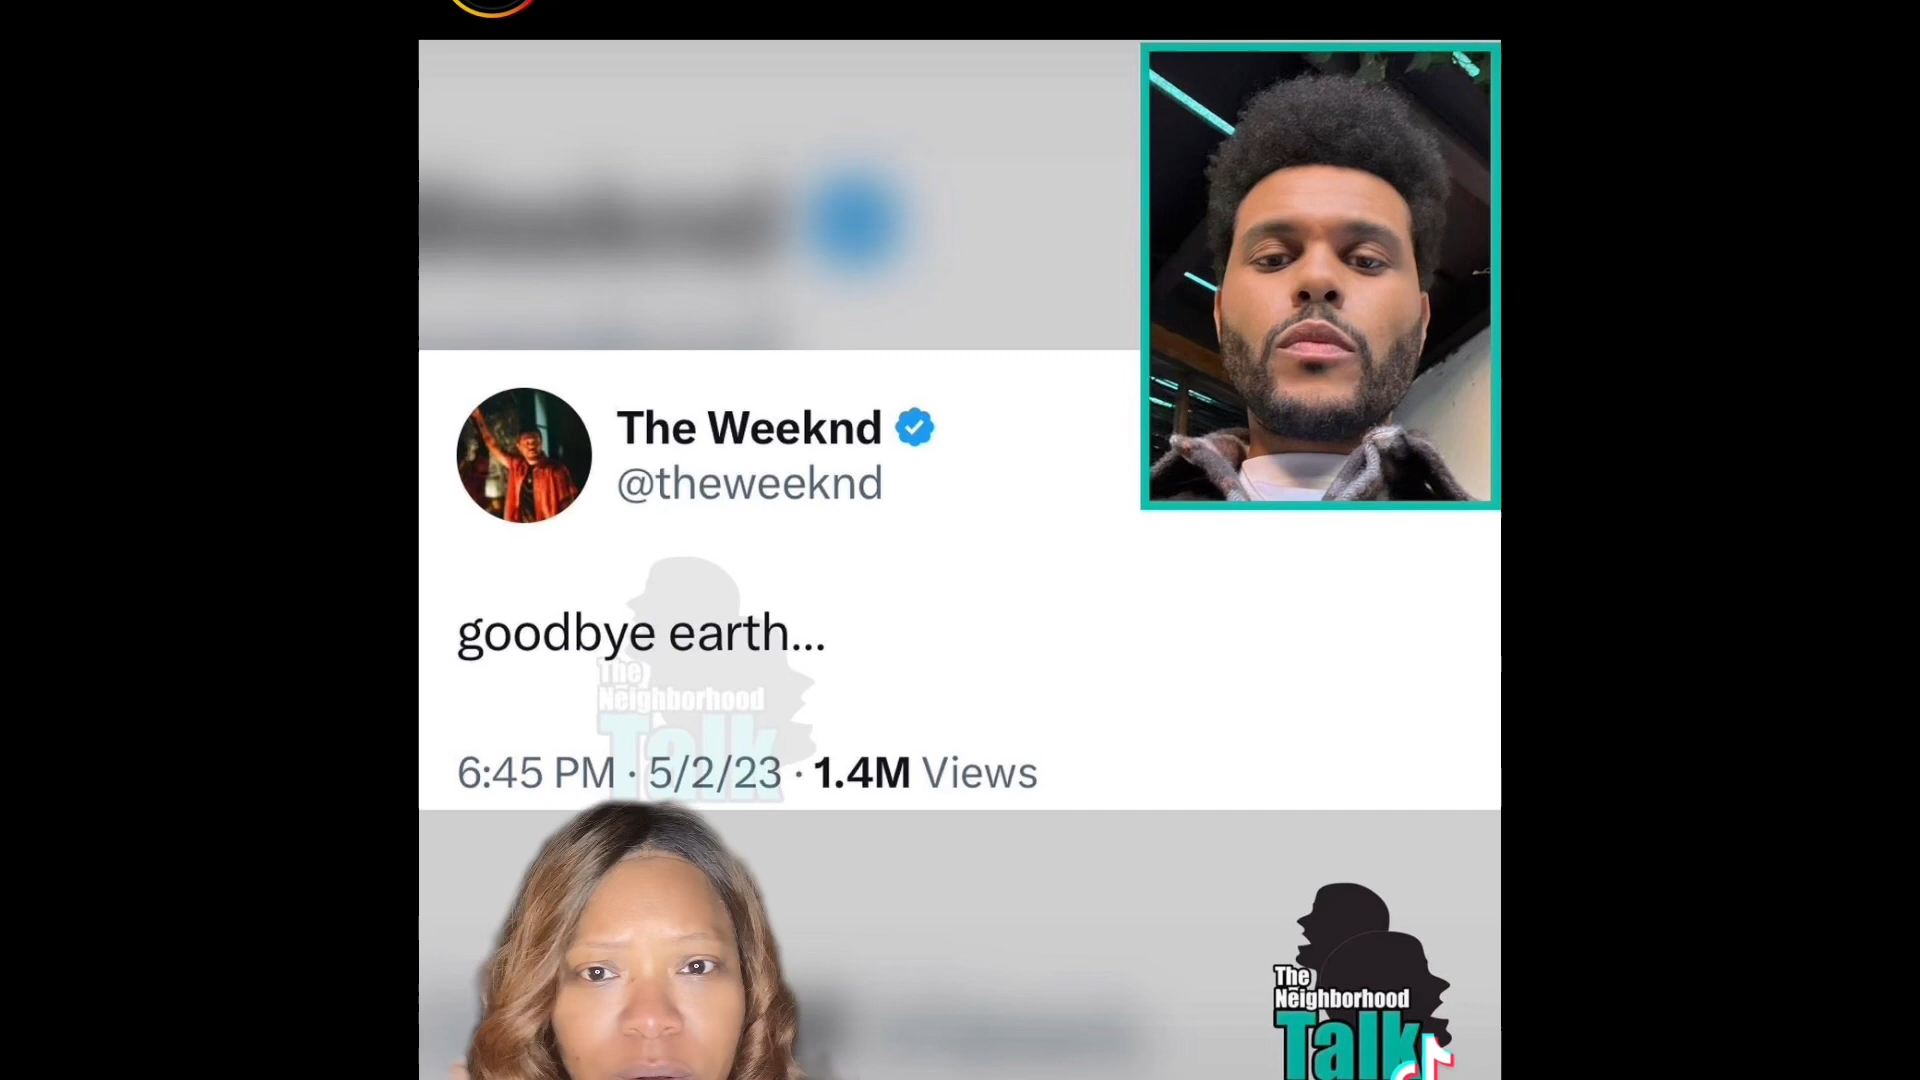 The Weeknd
@theweeknd
goodbye earth...
The
Neighborhood
Talk
6:45 PM · 5/2/23 · 1.4M Views
The
Neighborhood
Talk